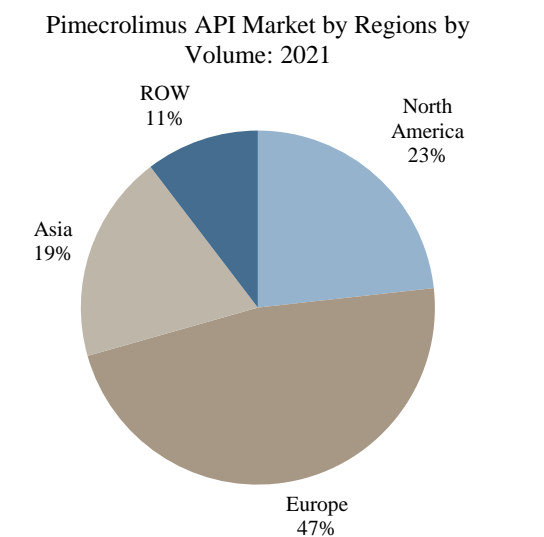 Pimecrolimus API Market by Regions by
Volume: 2021
ROW
11%
North
America
23%
Asia
19%
Europe
47%